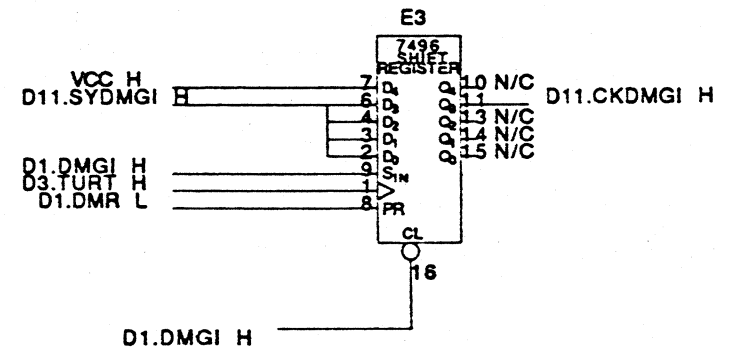 E3
7496
SHIFT
REGISTER
VCC H 7 D4 Q4 10 N/C
D11.SYDMGI H 6 D3 Q3 11 D11.CKDMGI H
4 D2 Q2 13 N/C
3 D1 Q1 14 N/C
2 D0 Q0 15 N/C
D1.DMGI H 9 SIN
D3.TURT H 1
D1.DMR L 8 PR
CL
16
D1.DMGI H